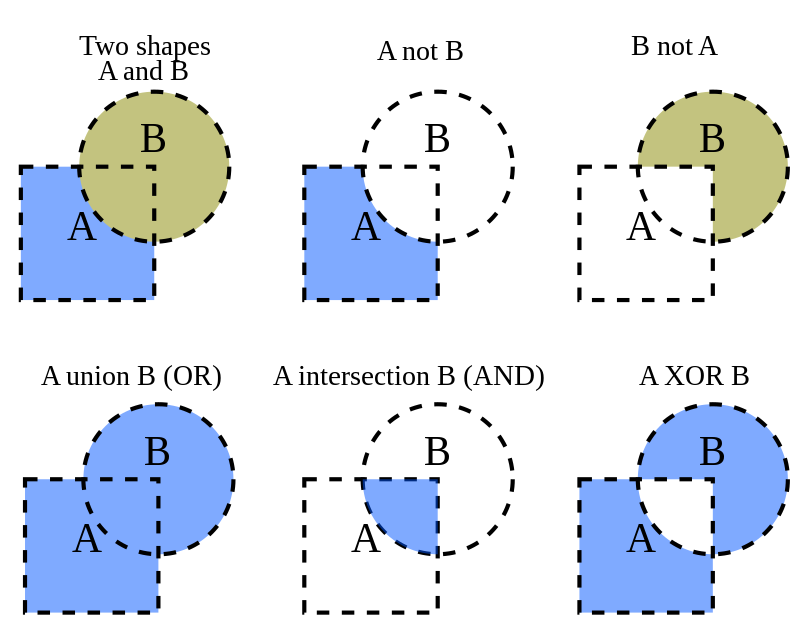 Two shapes
A and B
A not B
B not A
B
B
B
A
A
A
A union B (OR)
A intersection B (AND)
A XOR B
B
B
B
A
A
A